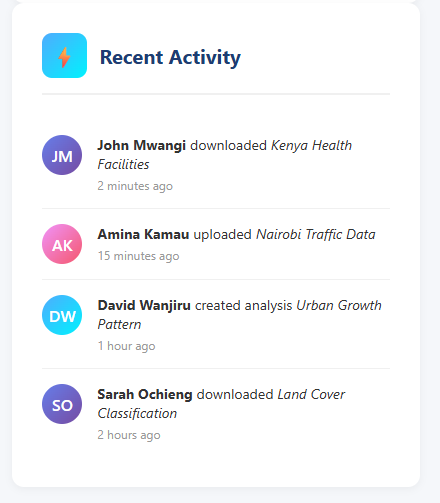 Recent Activity
JM
John Mwangi downloaded Kenya Health
Facilities
2 minutes ago
AK
Amina Kamau uploaded Nairobi Traffic Data
15 minutes ago
DW
David Wanjiru created analysis Urban Growth
Pattern
1 hour ago
SO
Sarah Ochieng downloaded Land Cover
Classification
2 hours ago